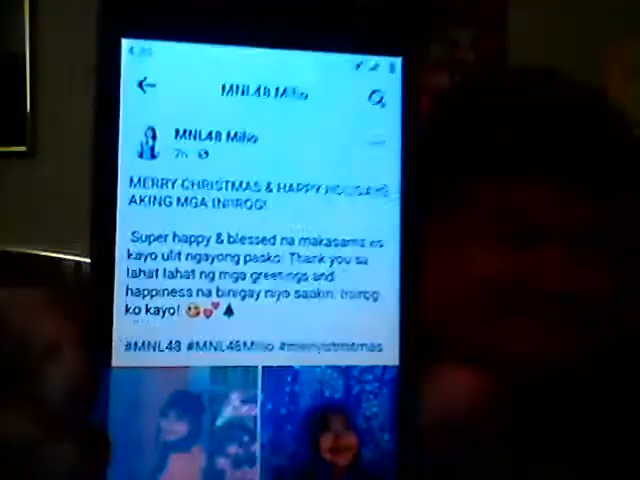 MNL48 Miho
MNL48 Miho
7h
MERRY CHRISTMAS & HAPPY HOLIDAYS
AKING MGA INIIROG!
Super happy & blessed na makasama es
kayo ulit ngayong pasko! Thank you sa
lahat lahat ng mga greetings and
happiness na binigay niyo saakin. Iniirog
ko kayo!
#MNL48 #MNL48Miho #merrychristmas